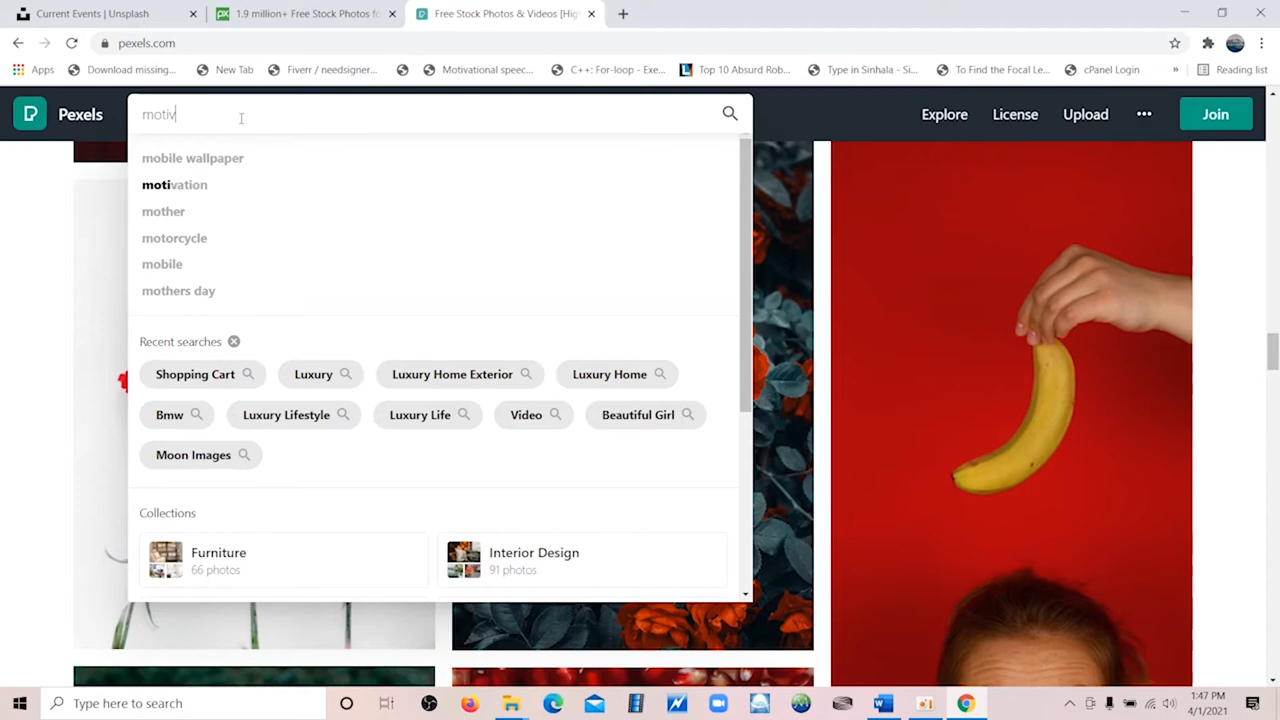 Current Events | Unsplash
1.9 million+ Free Stock Photos fo
Free Stock Photos & Videos [Hig
pexels.com
Apps
Download missing...
New Tab
Fiverr / needsigner...
Motivational speec...
C++: For-loop - Exe...
Top 10 Absurd Rob...
Type in Sinhala - Si...
To Find the Focal Le...
cPanel Login
»
Reading list
Pexels
motiv
Explore
License
Upload
Join
mobile wallpaper
motivation
mother
motorcycle
mobile
mothers day
Recent searches
Shopping Cart
Luxury
Luxury Home Exterior
Luxury Home
Bmw
Luxury Lifestyle
Luxury Life
Video
Beautiful Girl
Moon Images
Collections
Furniture
66 photos
Interior Design
91 photos
Type here to search
1:47 PM
4/1/2021